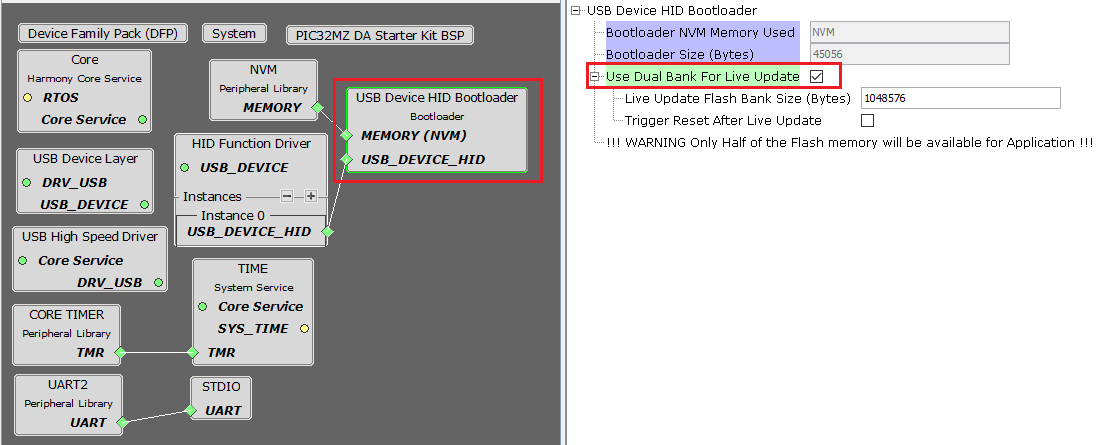 Device Family Pack (DFP)
System
PIC32MZ DA Starter Kit BSP
Core
Harmony Core Service
RTOS
Core Service
NVM
Peripheral Library
MEMORY
USB Device HID Bootloader
Bootloader
MEMORY (NVM)
USB_DEVICE_HID
HID Function Driver
USB_DEVICE
Instances
Instance 0
USB_DEVICE_HID
USB Device Layer
DRV_USB
USB_DEVICE
USB High Speed Driver
Core Service
DRV_USB
TIME
System Service
Core Service
SYS_TIME
TMR
CORE TIMER
Peripheral Library
TMR
UART2
Peripheral Library
UART
STDIO
UART
USB Device HID Bootloader
Bootloader NVM Memory Used NVM
Bootloader Size (Bytes) 45056
Use Dual Bank For Live Update
Live Update Flash Bank Size (Bytes) 1048576
Trigger Reset After Live Update
!!! WARNING Only Half of the Flash memory will be available for Application !!!